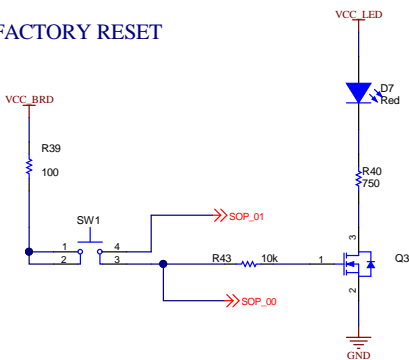 FACTORY RESET
VCC_LED
D7
Red
VCC_BRD
R39
100
R40
750
SOP_01
SW1
1
4
2
3
R43
10k
1
3
2
Q3
SOP_00
GND